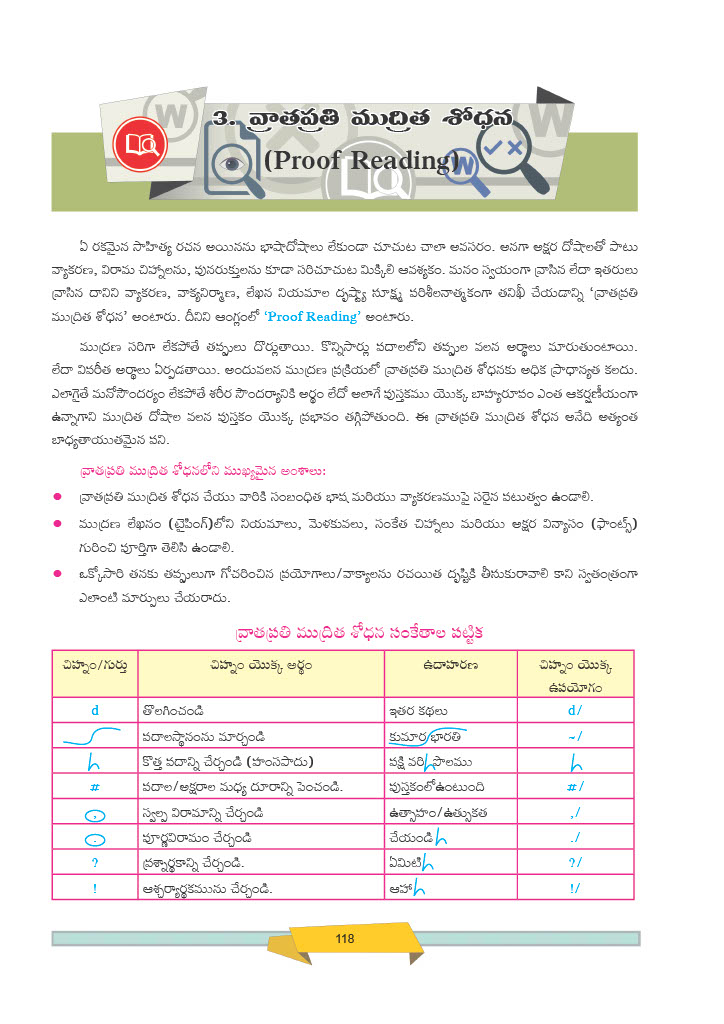 3. వ్రాతప్రతి ముద్రిత శోధన
(Proof Reading)
ఏ రకమైన సాహిత్య రచన అయినను భాషాదోషాలు లేకుండా చూచుట చాలా అవసరం. అనగా అక్షర దోషాలతో పాటు
వ్యాకరణ, విరామ చిహ్నాలను, పునరుక్తులను కూడా సరిచూచుట మిక్కిలి ఆవశ్యకం. మనం స్వయంగా వ్రాసిన లేదా ఇతరులు
వ్రాసిన దానిని వ్యాకరణ, వాక్యనిర్మాణ, లేఖన నియమాల దృష్ట్యా సూక్ష్మ పరిశీలనాత్మకంగా తనిఖీ చేయడాన్ని ‘వ్రాతప్రతి
ముద్రిత శోధన’ అంటారు. దీనిని ఆంగ్లంలో ‘Proof Reading’ అంటారు.
ముద్రణ సరిగా లేకపోతే తప్పులు దొర్లుతాయి. కొన్నిసార్లు పదాలలోని తప్పుల వలన అర్థాలు మారుతుంటాయి.
లేదా విపరీత అర్థాలు ఏర్పడతాయి. అందువలన ముద్రణ ప్రక్రియలో వ్రాతప్రతి ముద్రిత శోధనకు అధిక ప్రాధాన్యత కలదు.
ఎలాగైతే మనోసౌందర్యం లేకపోతే శరీర సౌందర్యానికి అర్థం లేదో అలాగే పుస్తకము యొక్క బాహ్యరూపం ఎంత ఆకర్షణీయంగా
ఉన్నాగాని ముద్రిత దోషాల వలన పుస్తకం యొక్క ప్రభావం తగ్గిపోతుంది. ఈ వ్రాతప్రతి ముద్రిత శోధన అనేది అత్యంత
బాధ్యతాయుతమైన పని.
వ్రాతప్రతి ముద్రిత శోధనలోని ముఖ్యమైన అంశాలు:
● వ్రాతప్రతి ముద్రిత శోధన చేయు వారికి సంబంధిత భాష మరియు వ్యాకరణముపై సరైన పటుత్వం ఉండాలి.
● ముద్రణ లేఖనం (టైపింగ్)లోని నియమాలు, మెళకువలు, సంకేత చిహ్నాలు మరియు అక్షర విన్యాసం (ఫాంట్స్)
గురించి పూర్తిగా తెలిసి ఉండాలి.
● ఒక్కోసారి తనకు తప్పులుగా గోచరించిన ప్రయోగాలు/వాక్యాలను రచయిత దృష్టికి తీసుకురావాలి కాని స్వతంత్రంగా
ఎలాంటి మార్పులు చేయరాదు.
వ్రాతప్రతి ముద్రిత శోధన సంకేతాల పట్టిక
చిహ్నం/గుర్తు చిహ్నం యొక్క అర్థం ఉదాహరణ చిహ్నం యొక్క
ఉపయోగం
d తొలగించండి ఇతర కథలు d/
పదాలస్థానంను మార్చండి కుమార భారతి ~/
h కొత్త పదాన్ని చేర్చండి (హంసపాదు) పక్షి వరి h పొలము h
# పదాల/అక్షరాల మధ్య దూరాన్ని పెంచండి. పుస్తకంలోఉంటుంది #/
, స్వల్ప విరామాన్ని చేర్చండి ఉత్సాహం/ఉత్సుకత ,/
. పూర్ణవిరామం చేర్చండి చేయండి h ./
? ప్రశ్నార్థకాన్ని చేర్చండి. ఏమిటి h ?/
! ఆశ్చర్యార్థకమును చేర్చండి. ఆహా h !/
118